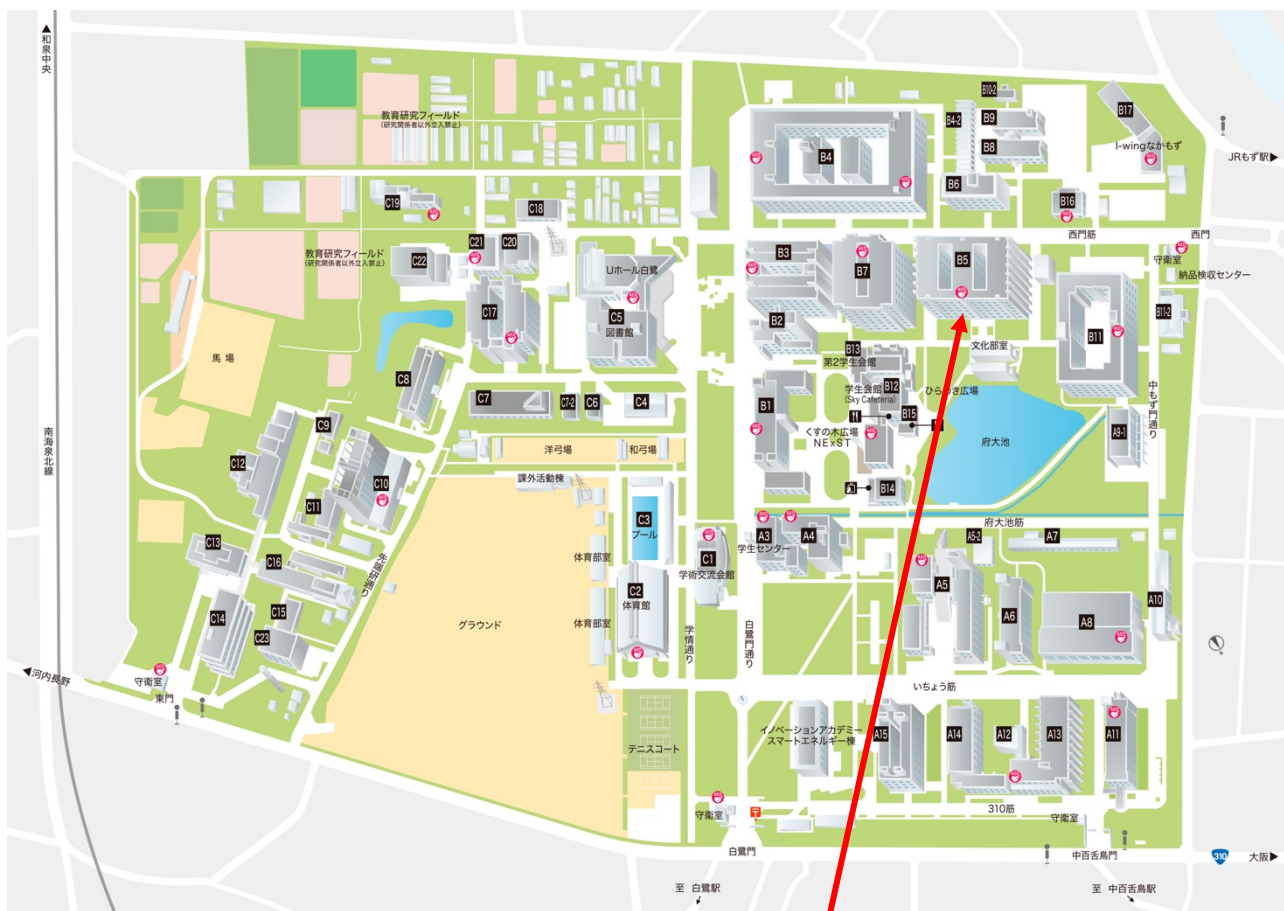 ▲和泉中央
教育研究フィールド
(研究関係者以外立入禁止)
B10-2
B17
B4-2
B9
B8
B4
I-wingなかもず
JRもず駅▶
B6
B16
C19
C18
西門筋
西門
C21
C20
教育研究フィールド
(研究関係者以外立入禁止)
C22
Uホール白鷺
B3
B7
B5
守衛室
納品検収センター
C17
C5
図書館
B2
B11-2
B11
馬場
B13
第2学生会館
文化部室
C8
学生会館
(Sky Cafeteria)
B12
ひらめき広場
中もず門通り
C7
C7-2
C6
C4
B1
B15
くすの木広場
NExST
府大池
A9-1
C9
洋弓場
和弓場
C12
C10
課外活動棟
B14
南海泉北線
C11
C3
プール
府大池筋
C13
A3
学生センター
A4
A5-2
A7
C16
先端研通り
体育部室
C1
学術交流会館
A5
C2
体育館
A6
A8
A10
C15
C14
C23
グラウンド
体育部室
学情通り
白鷺門通り
◀河内長野
守衛室
東門
いちょう筋
テニスコート
イノベーションアカデミー
スマートエネルギー棟
A15
A14
A12
A13
A11
守衛室
310筋
守衛室
白鷺門
中百舌鳥門
310
大阪▶
至 白鷺駅
至 中百舌鳥駅